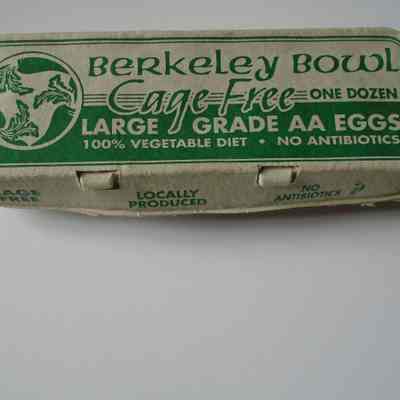 BERKELEY BOWL
Cage-Free ONE DOZEN
LARGE GRADE AA EGGS
100% VEGETABLE DIET • NO ANTIBIOTICS
FREE
LOCALLY
PRODUCED
NO
ANTIBIOTICS